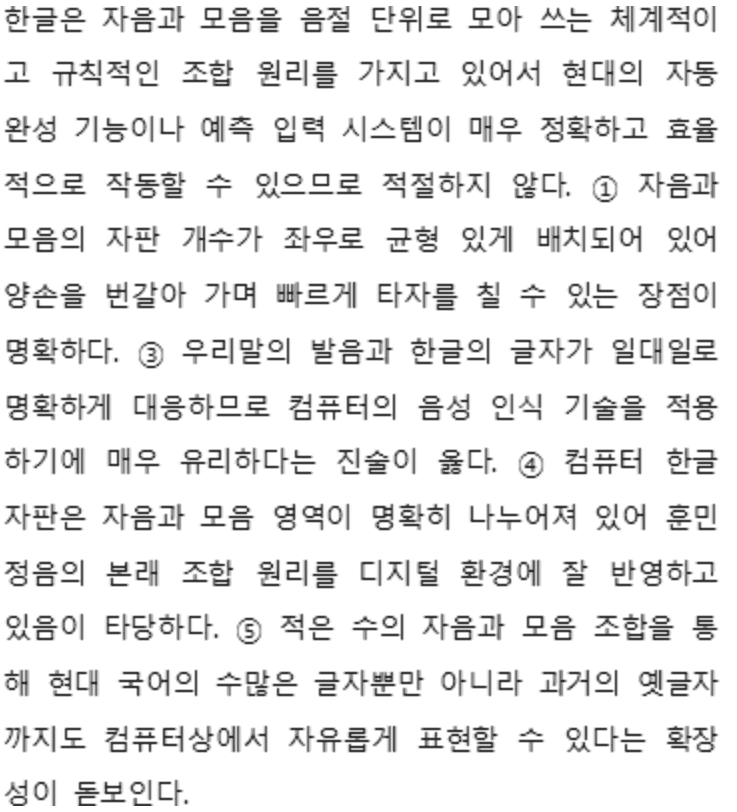 한글은 자음과 모음을 음절 단위로 모아 쓰는 체계적이
고 규칙적인 조합 원리를 가지고 있어서 현대의 자동
완성 기능이나 예측 입력 시스템이 매우 정확하고 효율
적으로 작동할 수 있으므로 적절하지 않다. ① 자음과
모음의 자판 개수가 좌우로 균형 있게 배치되어 있어
양손을 번갈아 가며 빠르게 타자를 칠 수 있는 장점이
명확하다. ③ 우리말의 발음과 한글의 글자가 일대일로
명확하게 대응하므로 컴퓨터의 음성 인식 기술을 적용
하기에 매우 유리하다는 진술이 옳다. ④ 컴퓨터 한글
자판은 자음과 모음 영역이 명확히 나누어져 있어 훈민
정음의 본래 조합 원리를 디지털 환경에 잘 반영하고
있음이 타당하다. ⑤ 적은 수의 자음과 모음 조합을 통
해 현대 국어의 수많은 글자뿐만 아니라 과거의 옛글자
까지도 컴퓨터상에서 자유롭게 표현할 수 있다는 확장
성이 돋보인다.